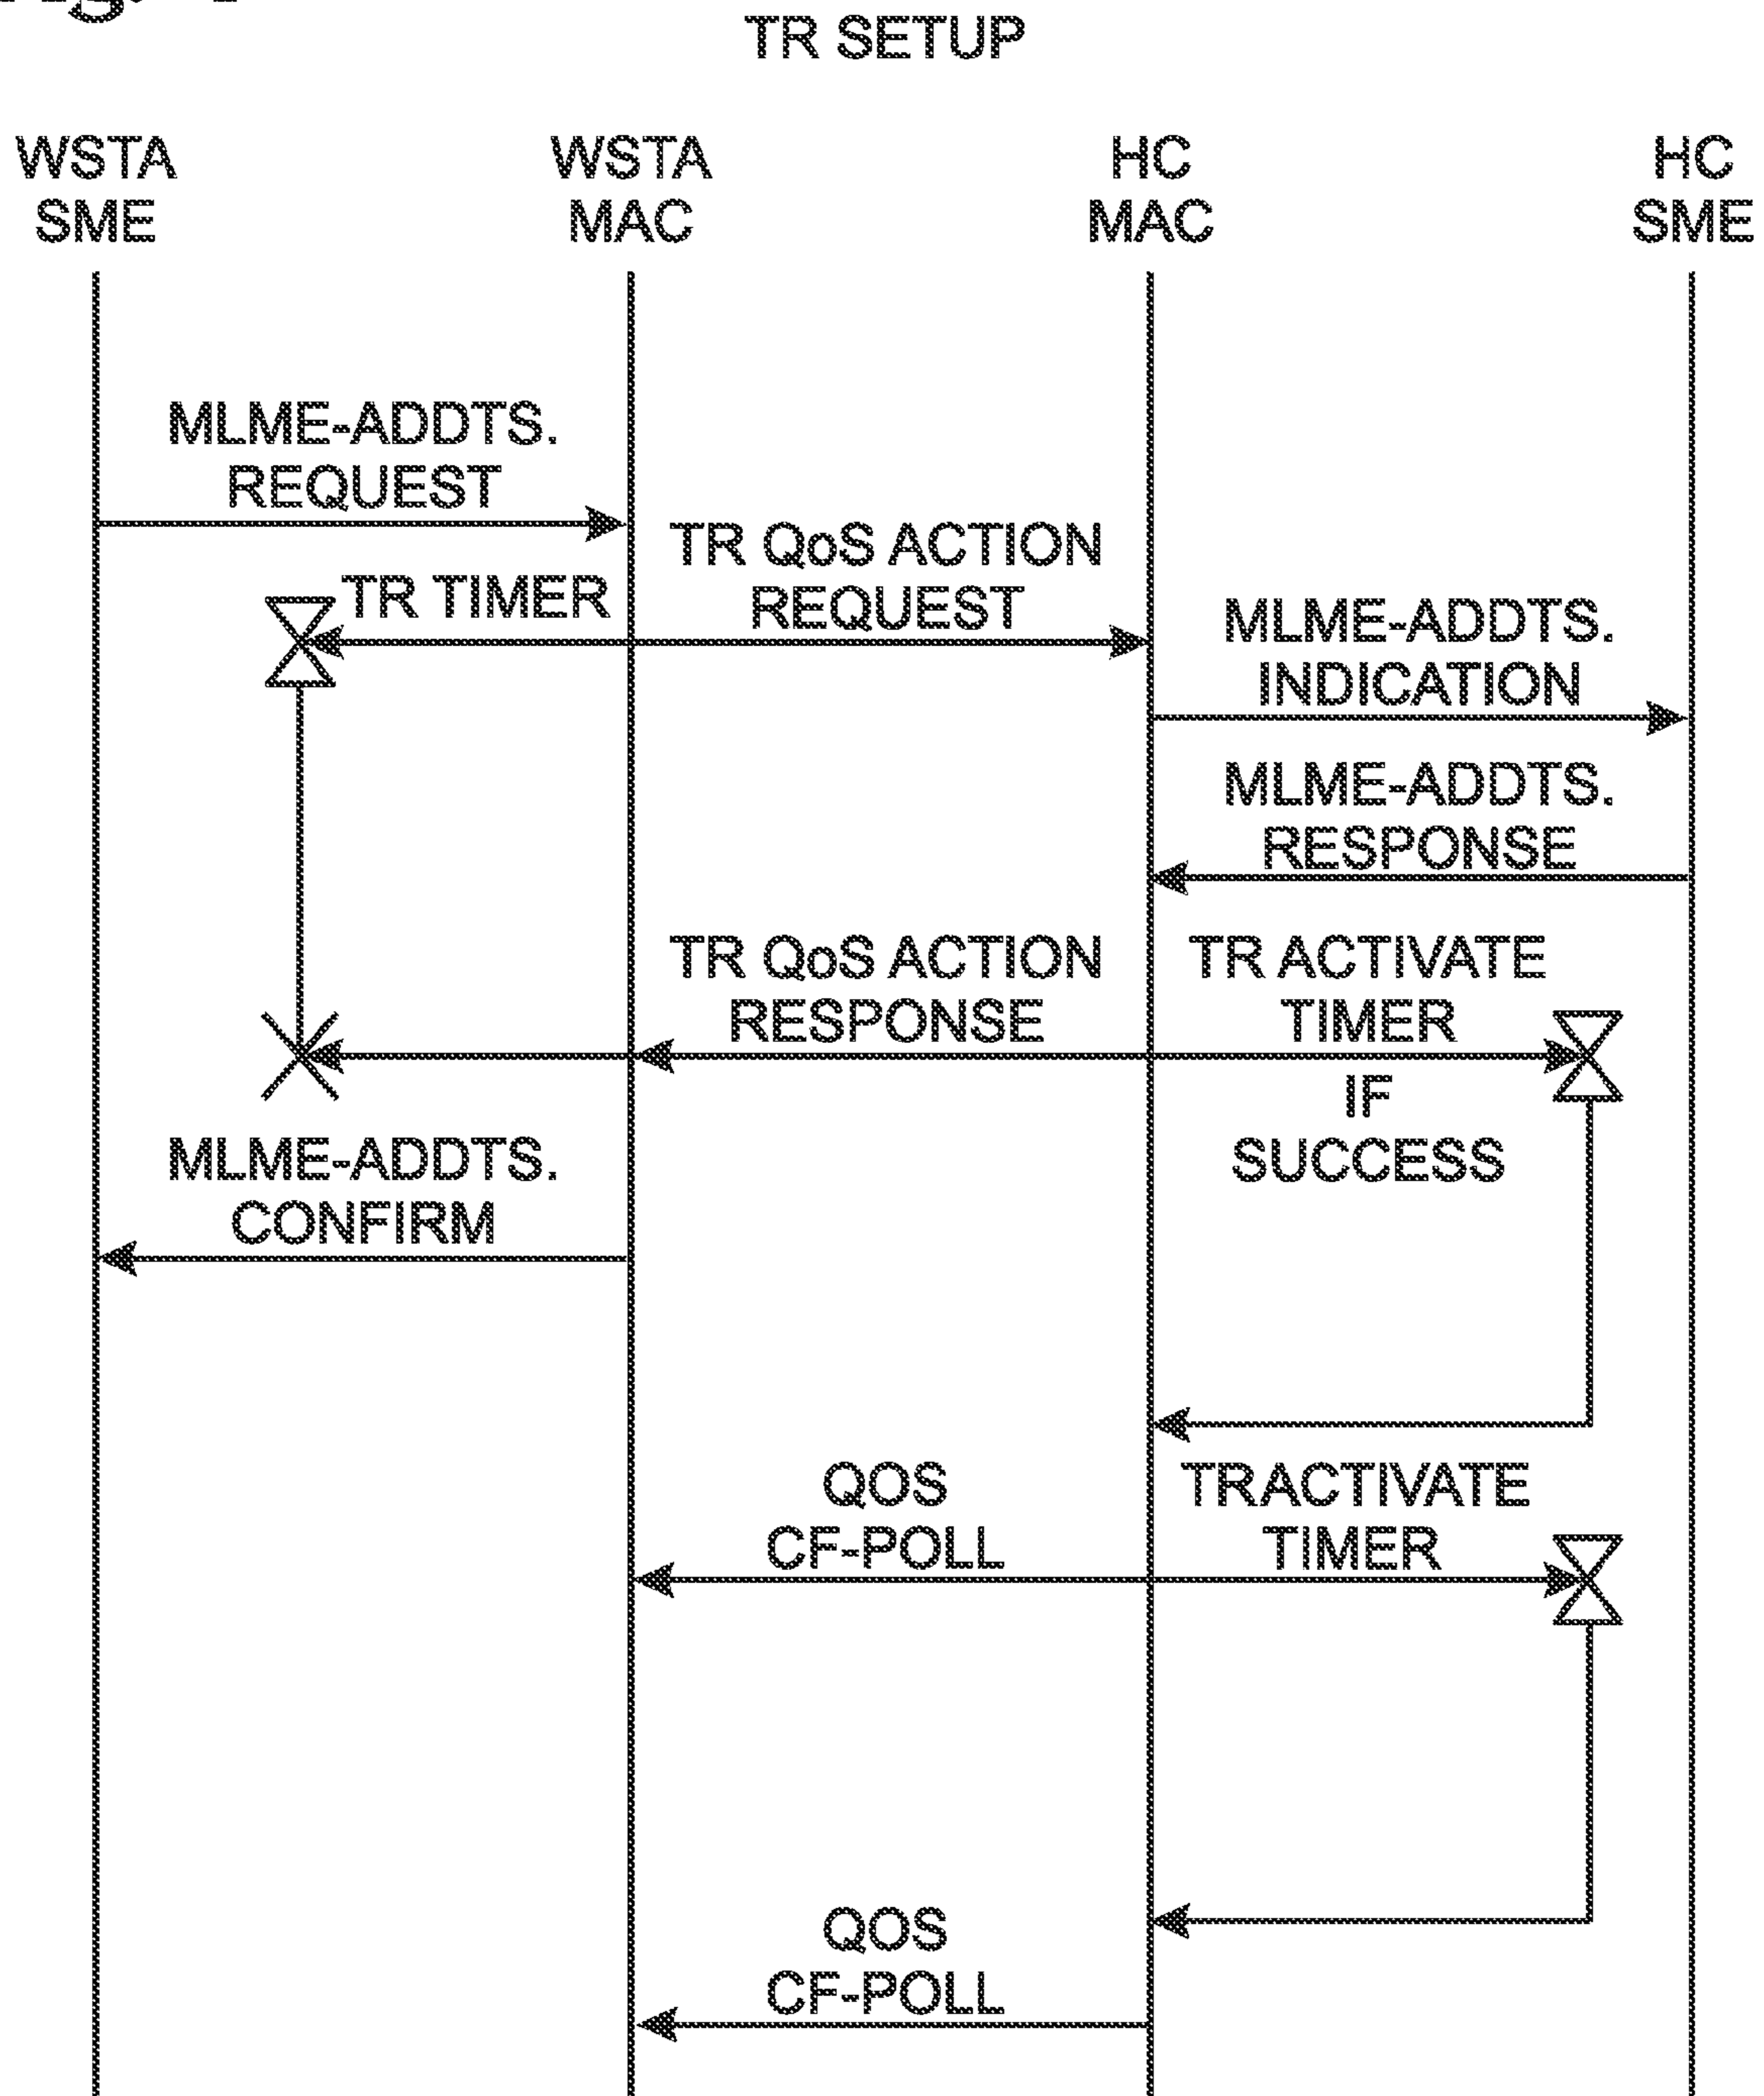 TR SETUP
WSTA
SME
WSTA
MAC
HC
MAC
HC
SME
MLME-ADDTS.
REQUEST
TR QoS ACTION
REQUEST
TR TIMER
MLME-ADDTS.
INDICATION
MLME-ADDTS.
RESPONSE
TR QoS ACTION
RESPONSE
TR ACTIVATE
TIMER
IF
SUCCESS
MLME-ADDTS.
CONFIRM
QOS
CF-POLL
TRACTIVATE
TIMER
QOS
CF-POLL